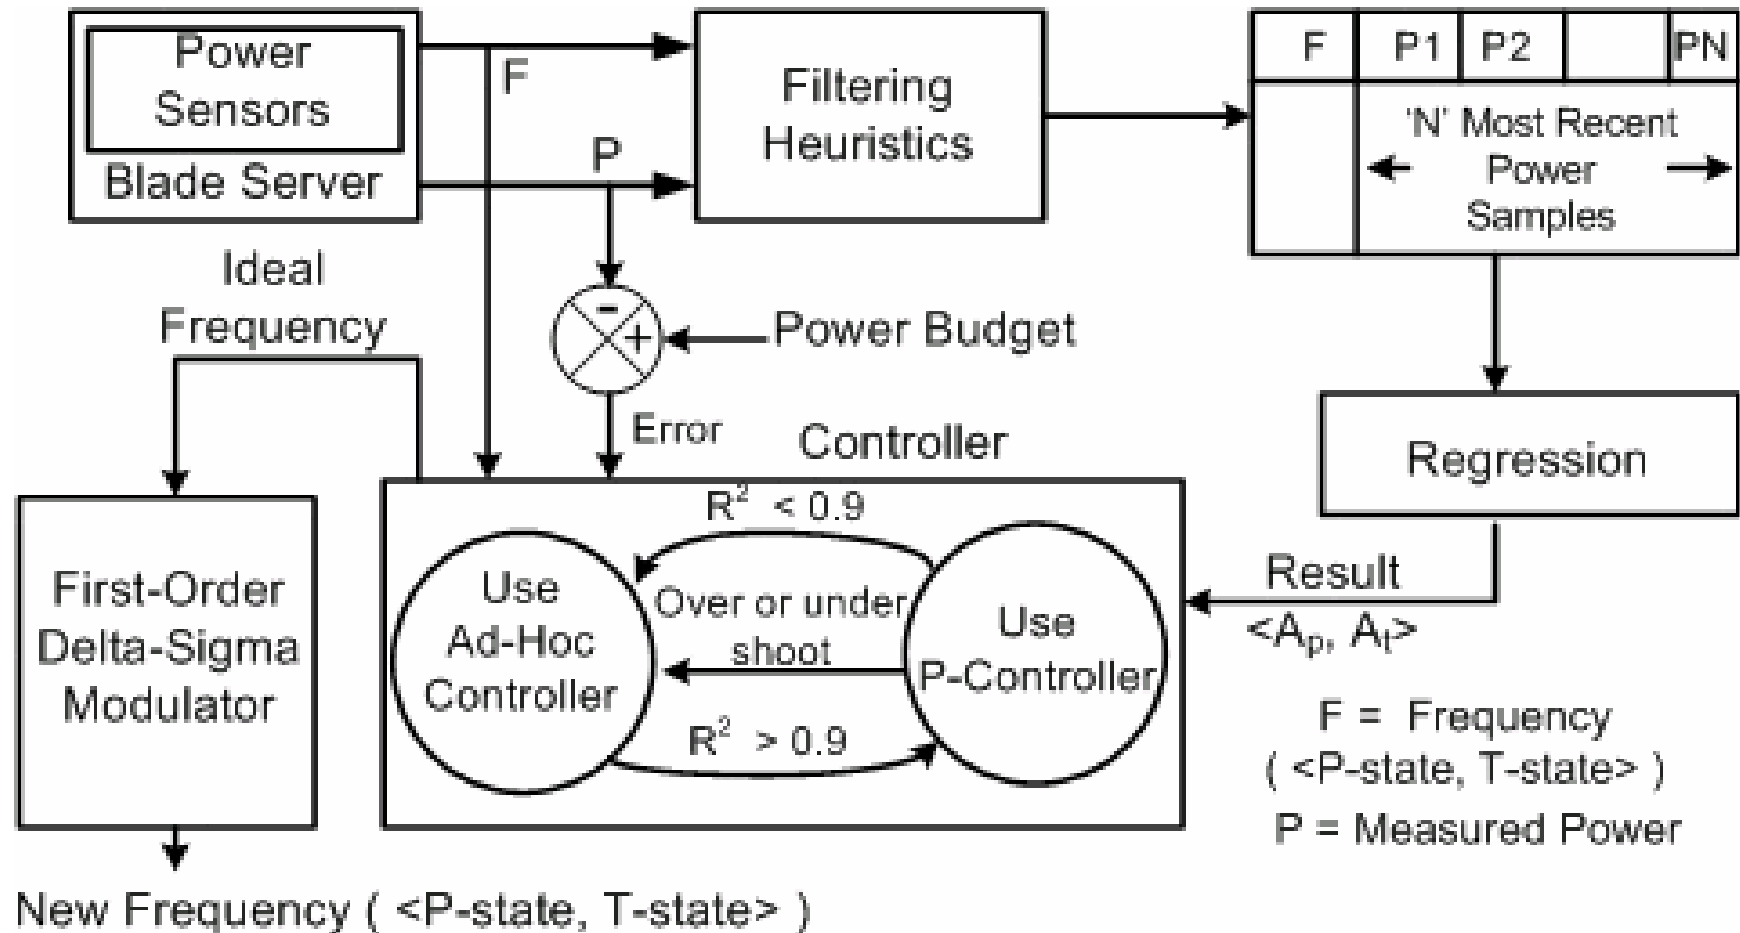 Power
Sensors
Blade Server
F
P
Filtering
Heuristics
F P1 P2 PN
'N' Most Recent
Power
Samples
Ideal
Frequency
-
+
Power Budget
Error
Controller
Regression
R² < 0.9
Use
Ad-Hoc
Controller
Over or under
shoot
Use
P-Controller
R² > 0.9
Result
<Ap, At>
First-Order
Delta-Sigma
Modulator
F = Frequency
( <P-state, T-state> )
P = Measured Power
New Frequency ( <P-state, T-state> )